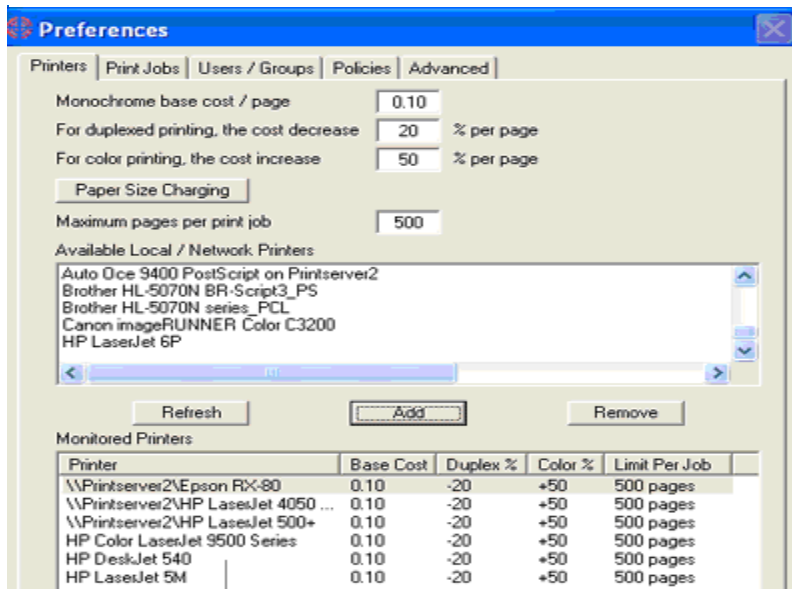 Preferences
Printers Print Jobs Users / Groups Policies Advanced
Monochrome base cost / page 0.10
For duplexed printing, the cost decrease 20 % per page
For color printing, the cost increase 50 % per page
Paper Size Charging
Maximum pages per print job 500
Available Local / Network Printers
Auto Oce 9400 PostScript on Printserver2
Brother HL-5070N BR-Script3_PS
Brother HL-5070N series_PCL
Canon imageRUNNER Color C3200
HP LaserJet 6P
Refresh Add Remove
Monitored Printers
Printer Base Cost Duplex % Color % Limit Per Job
\\Printserver2\Epson RX-80 0.10 -20 +50 500 pages
\\Printserver2\HP LaserJet 4050 ... 0.10 -20 +50 500 pages
\\Printserver2\HP LaserJet 500+ 0.10 -20 +50 500 pages
HP Color LaserJet 9500 Series 0.10 -20 +50 500 pages
HP DeskJet 540 0.10 -20 +50 500 pages
HP LaserJet 5M 0.10 -20 +50 500 pages